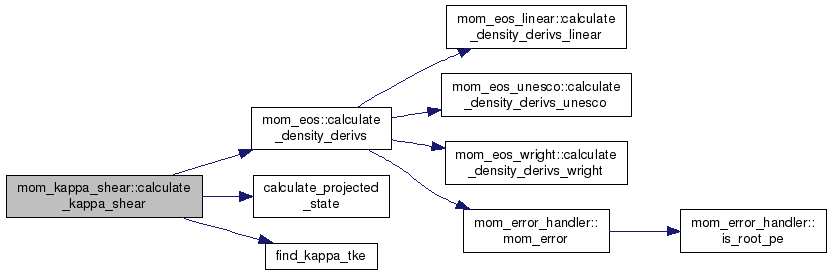 mom_kappa_shear::calculate
_kappa_shear
mom_eos::calculate
_density_derivs
calculate_projected
_state
find_kappa_tke
mom_eos_linear::calculate
_density_derivs_linear
mom_eos_unesco::calculate
_density_derivs_unesco
mom_eos_wright::calculate
_density_derivs_wright
mom_error_handler::
mom_error
mom_error_handler::
is_root_pe